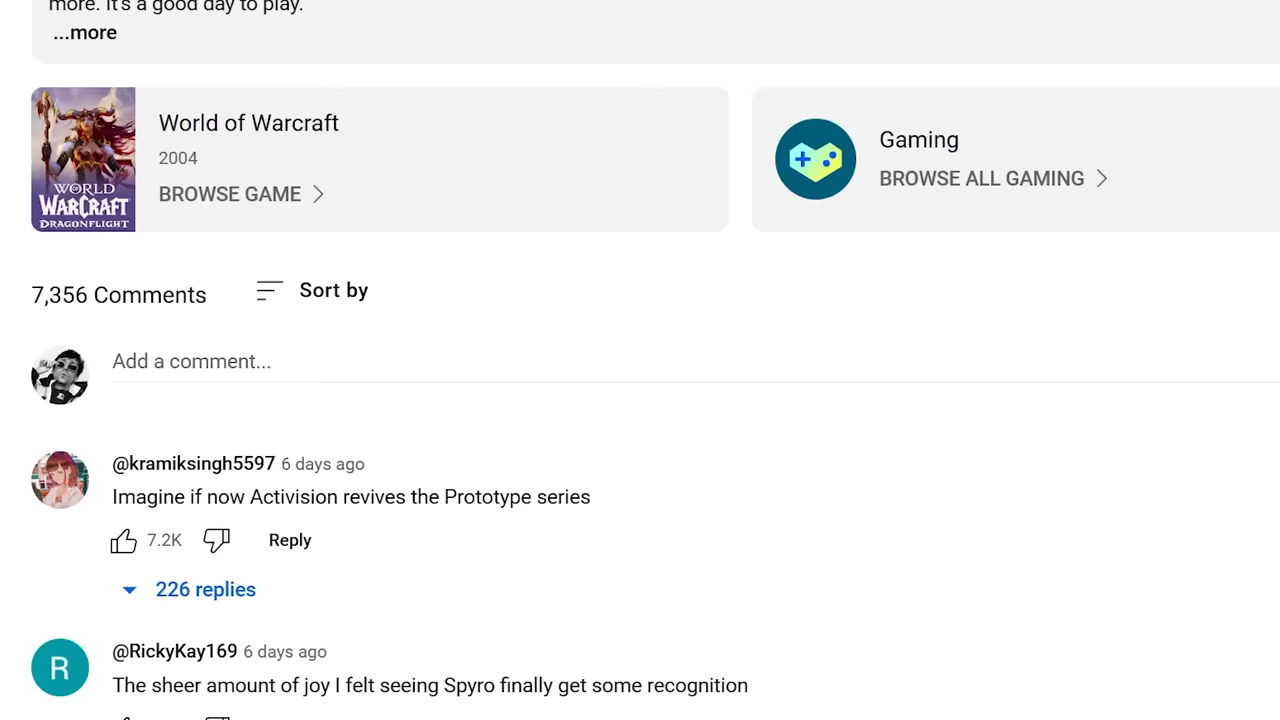 more. It's a good day to play.
...more
World of Warcraft
2004
BROWSE GAME
WORLD
WARCRAFT
DRAGONFLIGHT
Gaming
BROWSE ALL GAMING
7,356 Comments
Sort by
Add a comment...
@kramiksingh5597 6 days ago
Imagine if now Activision revives the Prototype series
7.2K
Reply
226 replies
R
@RickyKay169 6 days ago
The sheer amount of joy I felt seeing Spyro finally get some recognition